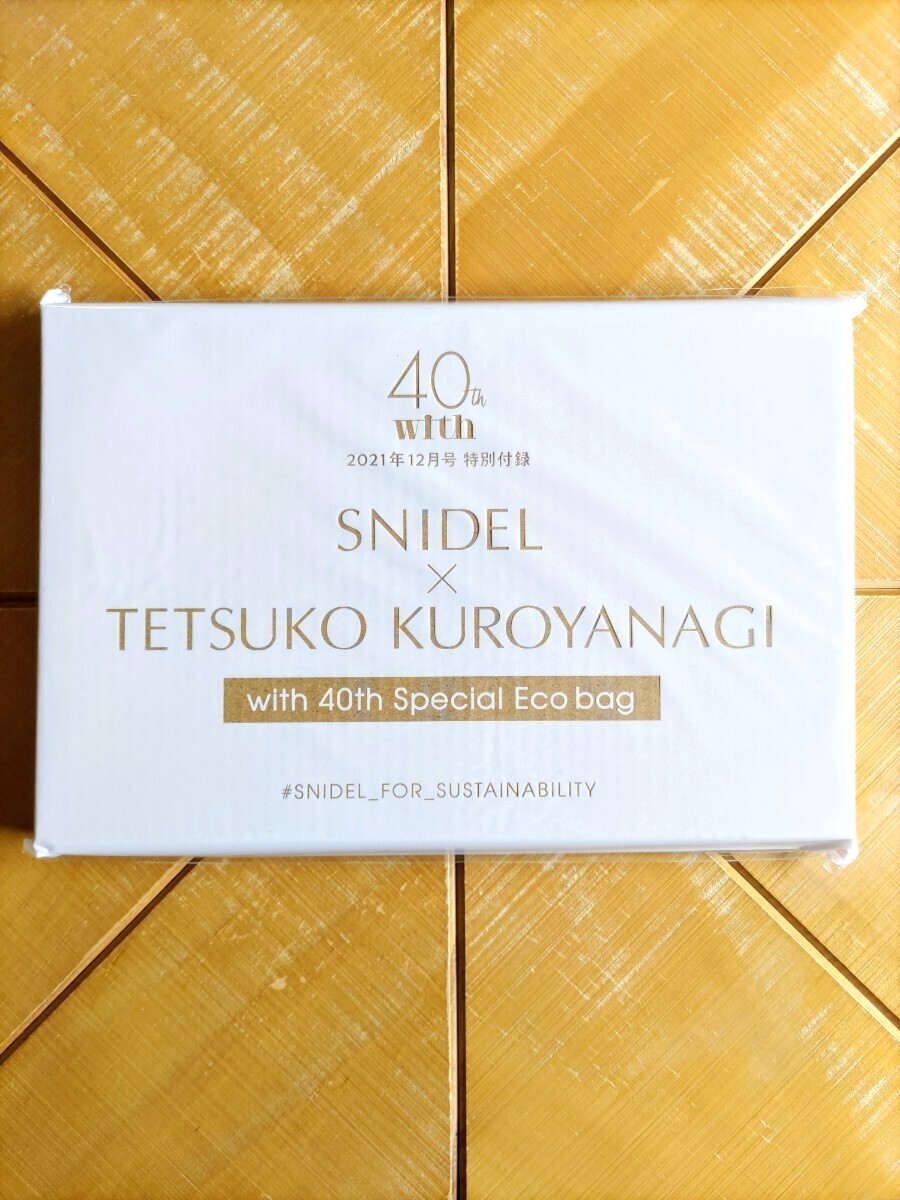 40th
with
2021年12月号 特別付録
SNIDEL
×
TETSUKO KUROYANAGI
with 40th Special Eco bag
#SNIDEL_FOR_SUSTAINABILITY